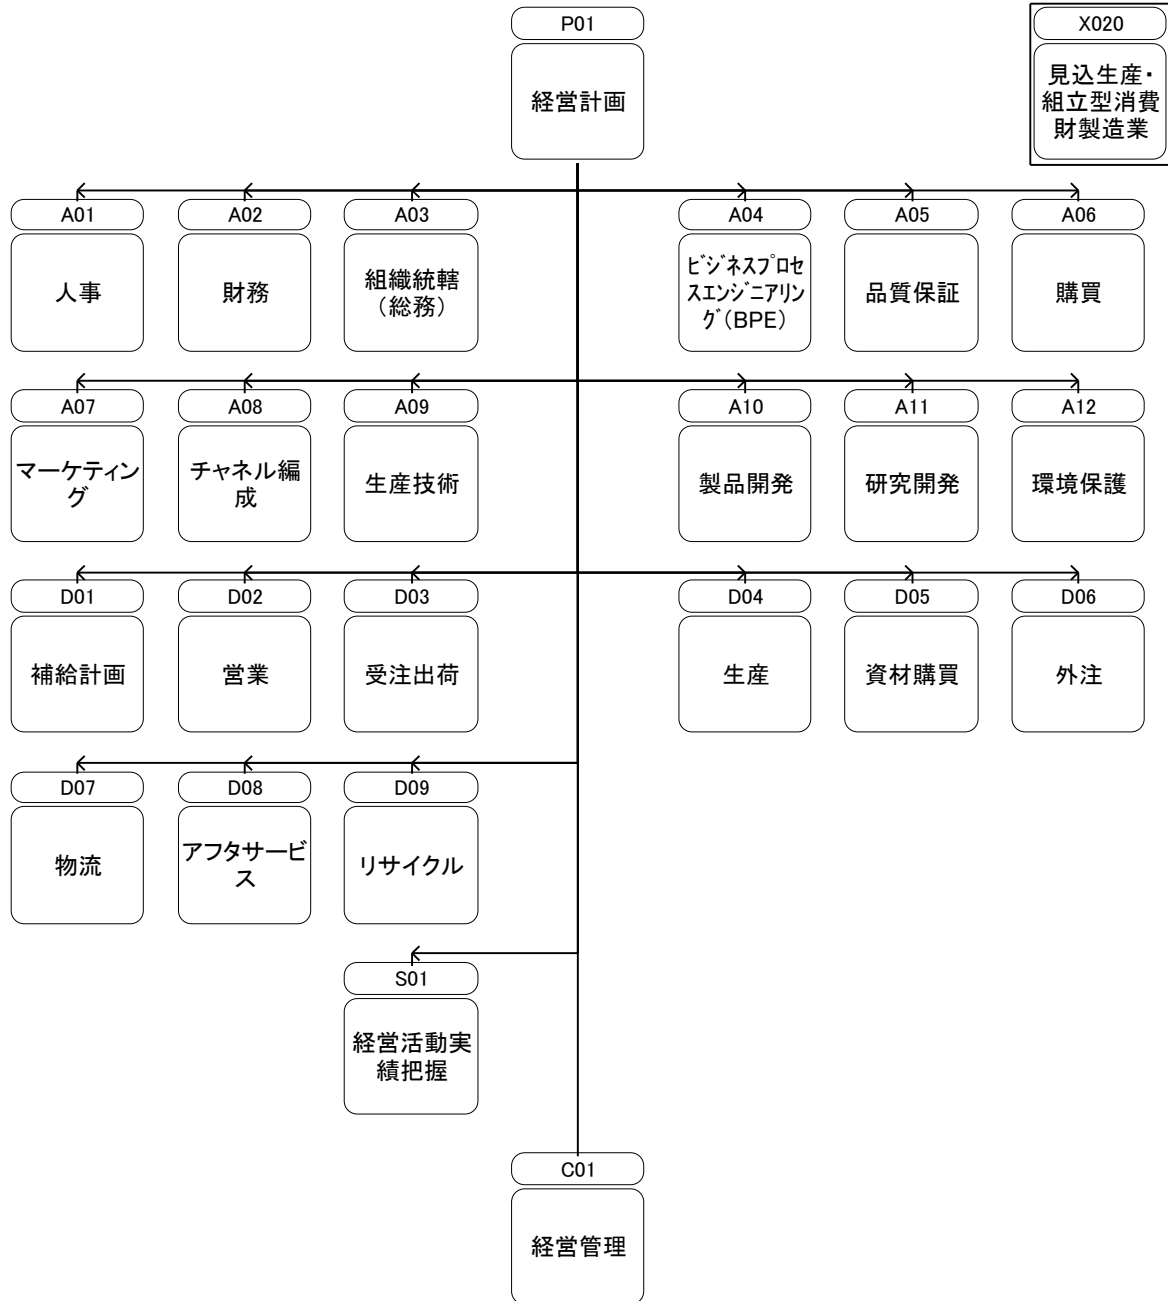 P01
経営計画
X020
見込生産・
組立型消費
財製造業
A01
人事
A02
財務
A03
組織統轄
（総務）
A04
ﾋﾞｼﾞﾈｽﾌﾟﾛｾ
ｽｴﾝｼﾞﾆｱﾘﾝ
ｸﾞ（BPE）
A05
品質保証
A06
購買
A07
マーケティン
グ
A08
チャネル編
成
A09
生産技術
A10
製品開発
A11
研究開発
A12
環境保護
D01
補給計画
D02
営業
D03
受注出荷
D04
生産
D05
資材購買
D06
外注
D07
物流
D08
アフタサービ
ス
D09
リサイクル
S01
経営活動実
績把握
C01
経営管理